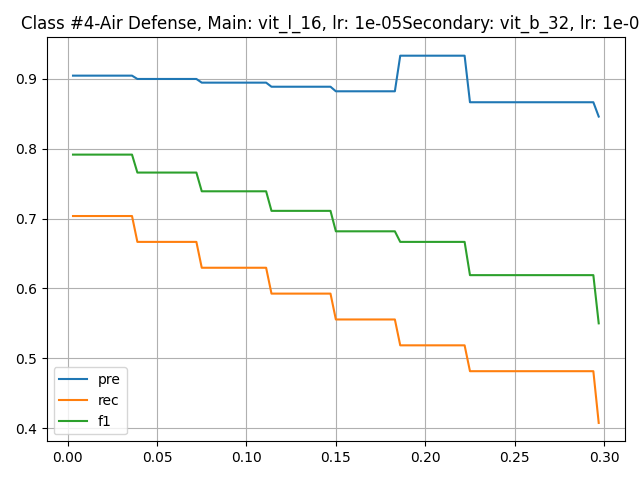 Class #4-Air Defense, Main: vit_l_16, lr: 1e-05Secondary: vit_b_32, lr: 1e-0
0.9
0.8
0.7
0.6
0.5
0.4
pre
rec
f1
0.00 0.05 0.10 0.15 0.20 0.25 0.30